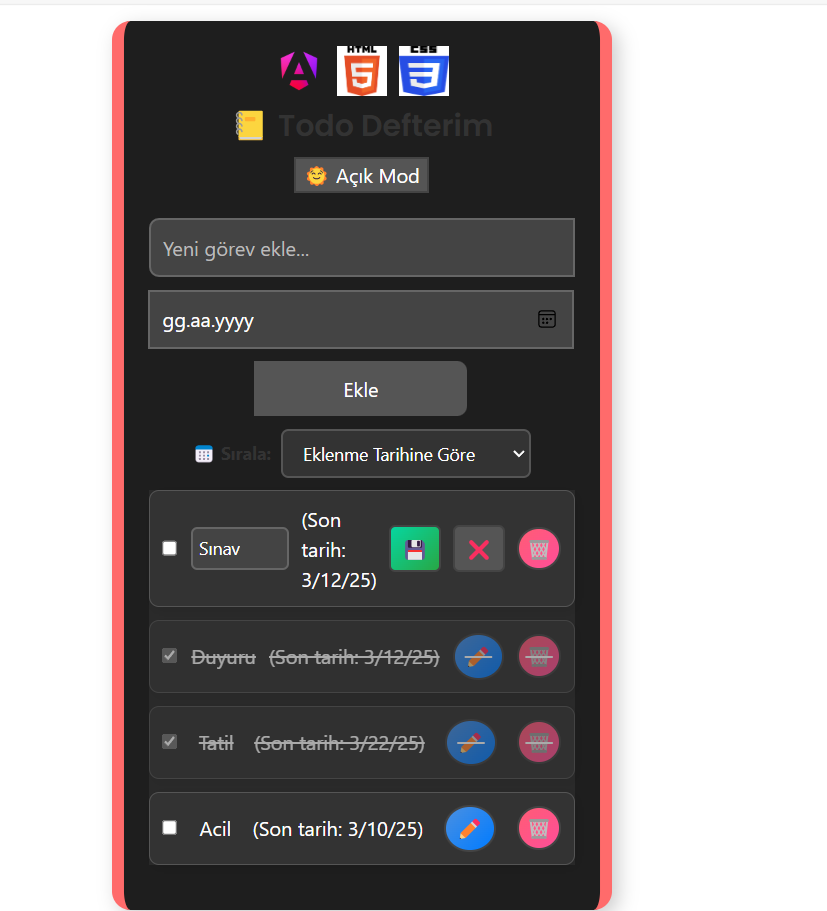 HTML
5
CSS
3
Todo Defterim
Açık Mod
Yeni görev ekle...
gg.aa.yyyy
Ekle
Sırala: Eklenme Tarihine Göre
Sınav (Son
tarih:
3/12/25)
Duyuru (Son tarih: 3/12/25)
Tatil (Son tarih: 3/22/25)
Acil (Son tarih: 3/10/25)